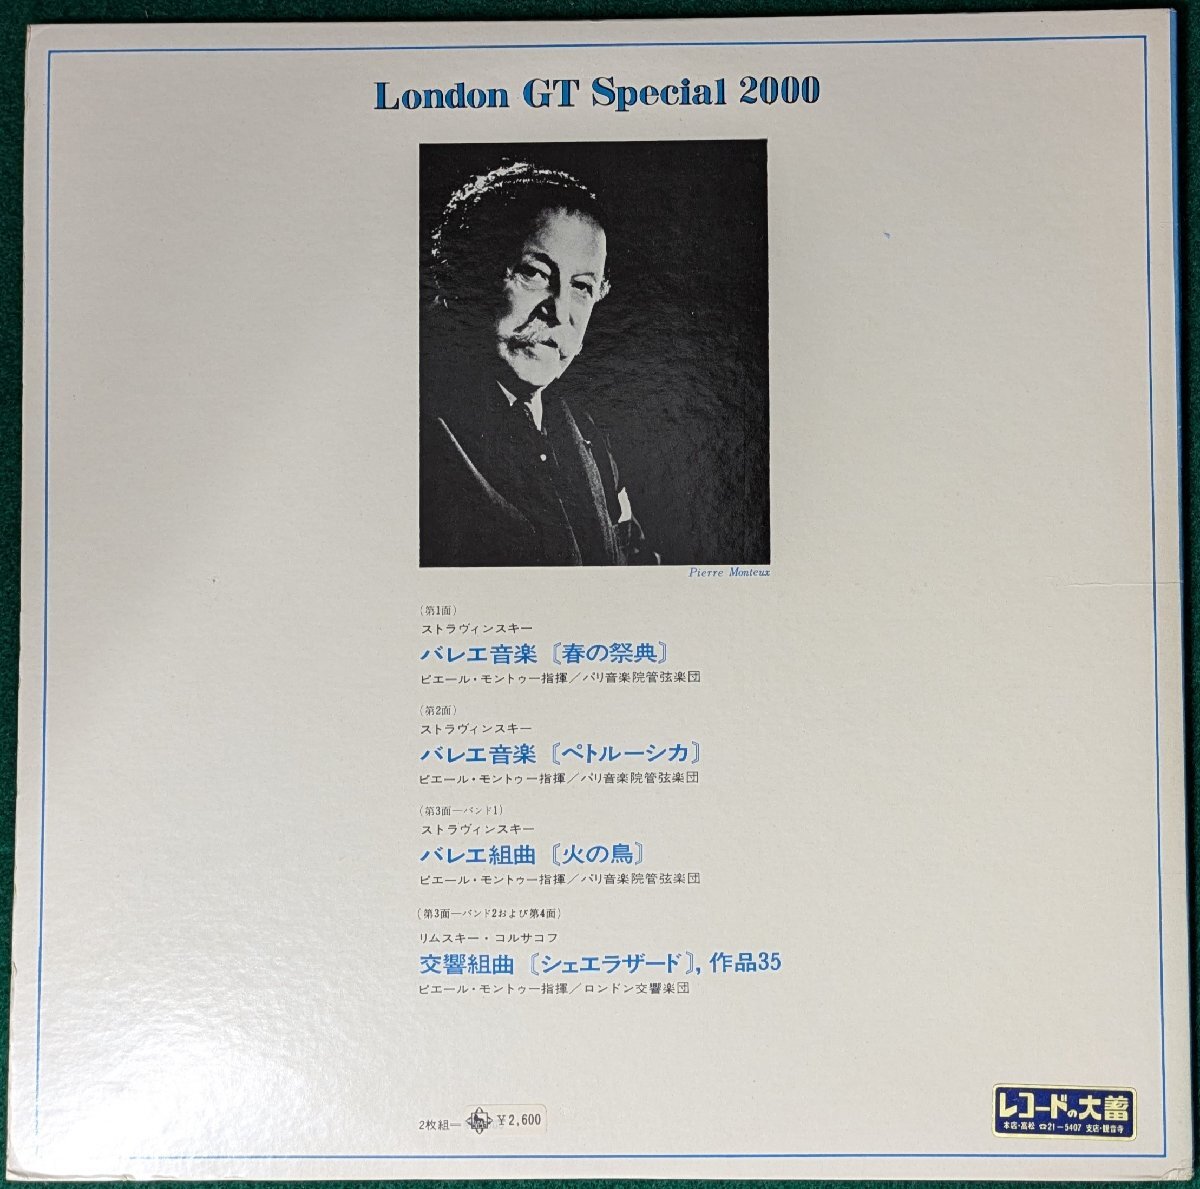 London GT Special 2000
Pierre Monteux
(第1面)
ストラヴィンスキー
バレエ音楽〔春の祭典〕
ピエール・モントゥー指揮／パリ音楽院管弦楽団
(第2面)
ストラヴィンスキー
バレエ音楽〔ペトルーシカ〕
ピエール・モントゥー指揮／パリ音楽院管弦楽団
(第3面—バンド1)
ストラヴィンスキー
バレエ組曲〔火の鳥〕
ピエール・モントゥー指揮／パリ音楽院管弦楽団
(第3面—バンド2および第4面)
リムスキー・コルサコフ
交響組曲〔シェエラザード〕, 作品35
ピエール・モントゥー指揮／ロンドン交響楽団
2枚組— ￥2,600
レコードの大蓄
本店・高松 ☎21-5407 支店・観音寺